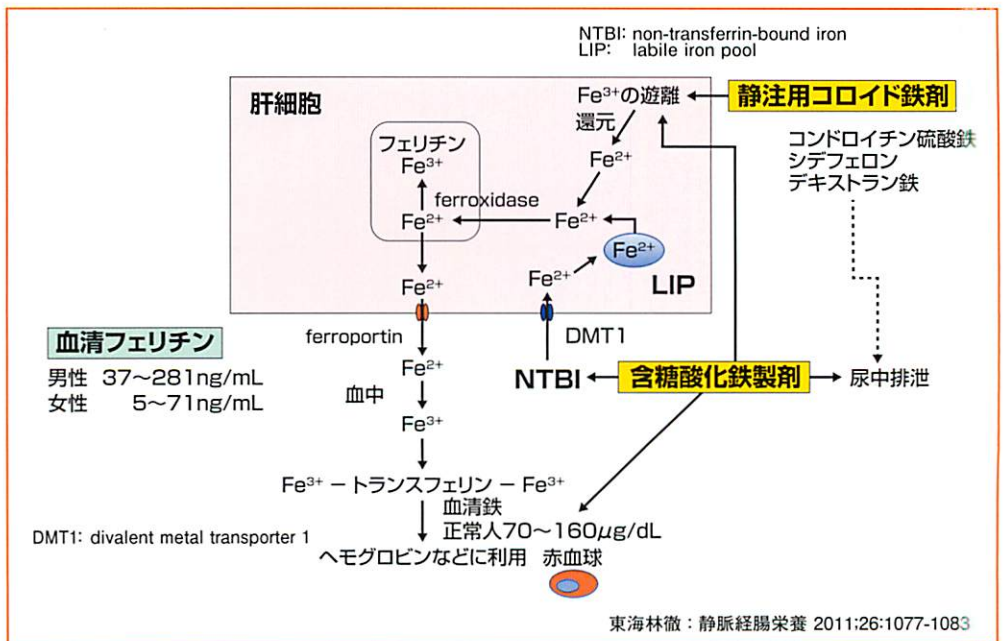 NTBI: non-transferrin-bound iron
LIP: labile iron pool
肝細胞
Fe³⁺の遊離
静注用コロイド鉄剤
還元
コンドロイチン硫酸鉄
シデフェロン
デキストラン鉄
フェリチン
Fe³⁺
Fe²⁺
ferroxidase
Fe²⁺
Fe²⁺
Fe²⁺
Fe²⁺
Fe²⁺
LIP
ferroportin
DMT1
血清フェリチン
男性 37~281ng/mL
女性 5~71ng/mL
Fe²⁺
NTBI
含糖酸化鉄製剤
尿中排泄
血中
Fe³⁺
Fe³⁺ − トランスフェリン − Fe³⁺
血清鉄
正常人70~160μg/dL
DMT1: divalent metal transporter 1
ヘモグロビンなどに利用
赤血球
東海林徹:静脈経腸栄養 2011;26:1077-1083